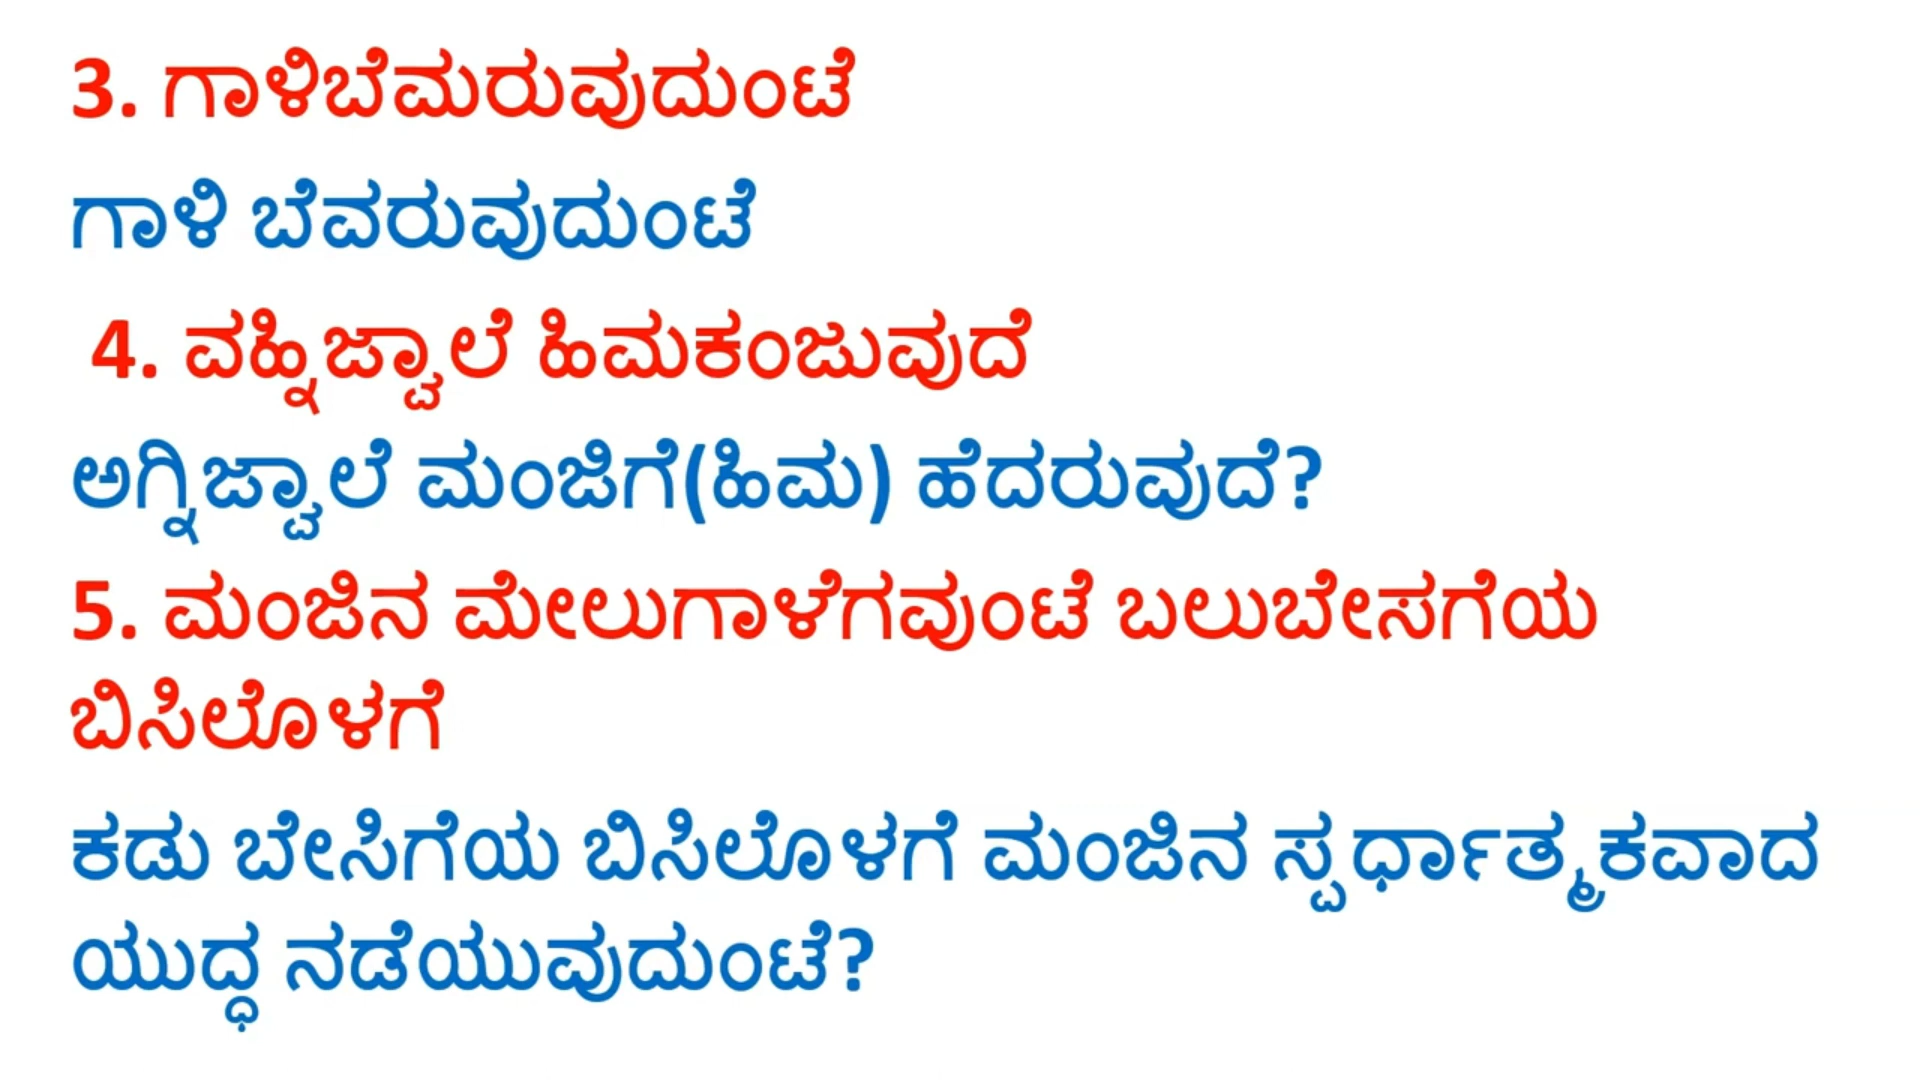 3. ಗಾಳಿಬೆಮರುವುದುಂಟೆ
ಗಾಳಿ ಬೆವರುವುದುಂಟೆ
4. ವಹ್ನಿಜ್ವಾಲೆ ಹಿಮಕಂಜುವುದೆ
ಅಗ್ನಿಜ್ವಾಲೆ ಮಂಜಿಗೆ(ಹಿಮ) ಹೆದರುವುದೆ?
5. ಮಂಜಿನ ಮೇಲುಗಾಳೆಗವುಂಟೆ ಬಲುಬೇಸಗೆಯ
ಬಿಸಿಲೊಳಗೆ
ಕಡು ಬೇಸಿಗೆಯ ಬಿಸಿಲೊಳಗೆ ಮಂಜಿನ ಸ್ಪರ್ಧಾತ್ಮಕವಾದ
ಯುದ್ಧ ನಡೆಯುವುದುಂಟೆ?